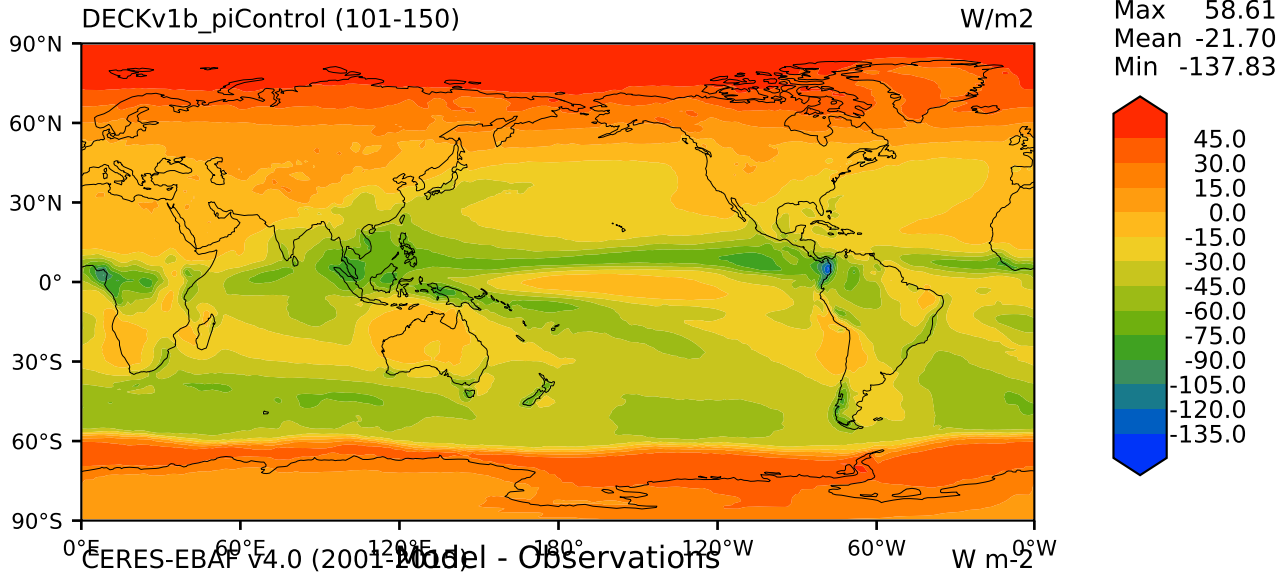 DECKv1b_piControl (101-150) W/m2
Max 58.61
Mean -21.70
Min -137.83
90°N
60°N
30°N
0°
30°S
60°S
90°S
0°E 60°E 120°E 180° 120°W 60°W 0°W
45.0
30.0
15.0
0.0
-15.0
-30.0
-45.0
-60.0
-75.0
-90.0
-105.0
-120.0
-135.0
CERES-EBAF v4.0 (2001-2015) W m-2
Model - Observations